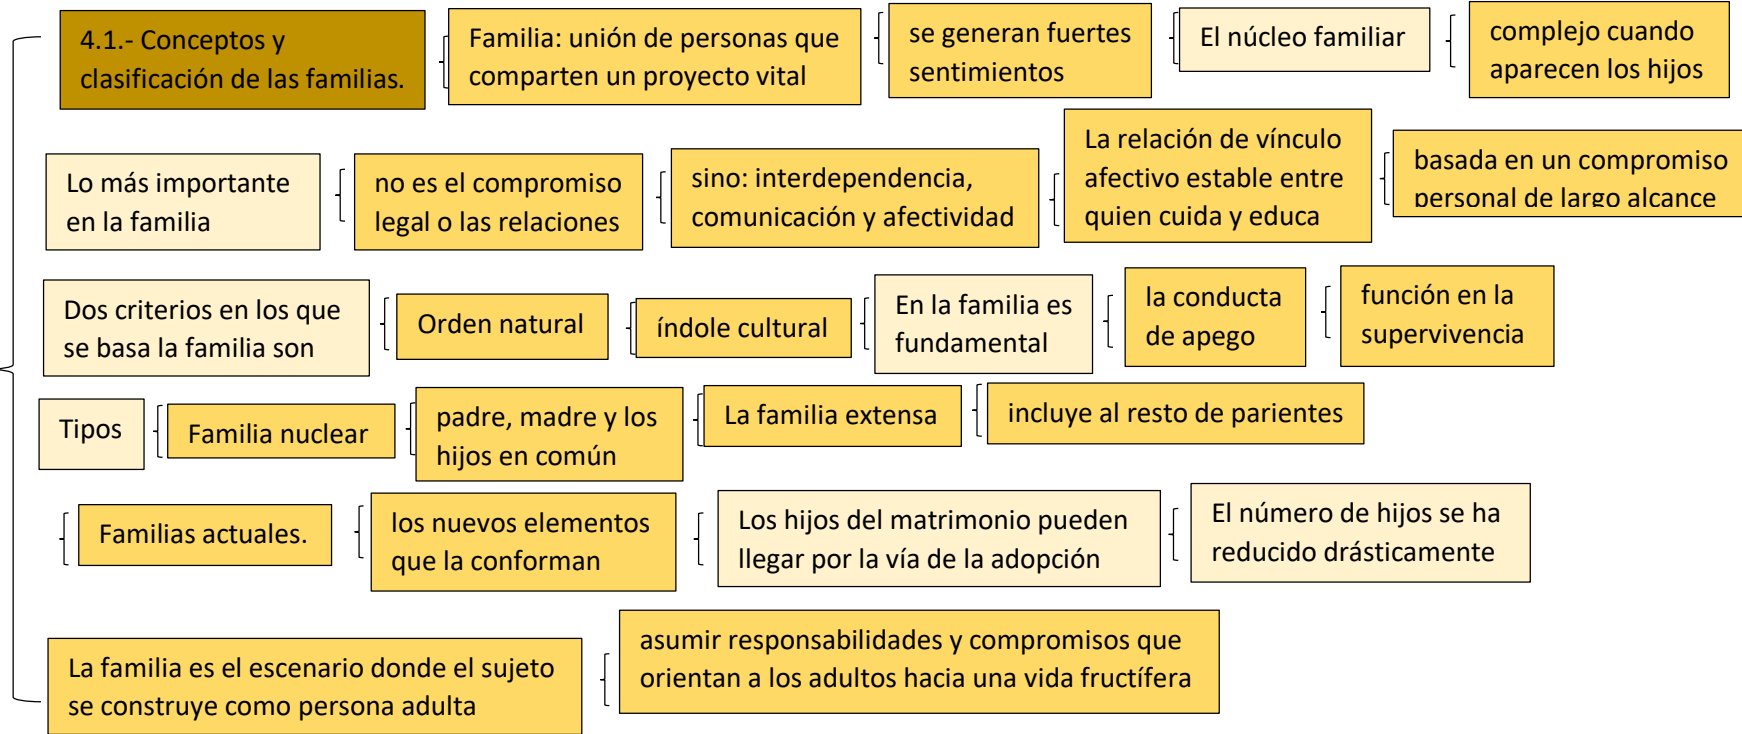 4.1.- Conceptos y
clasificación de las familias.
Familia: unión de personas que
comparten un proyecto vital
se generan fuertes
sentimientos
El núcleo familiar
complejo cuando
aparecen los hijos
Lo más importante
en la familia
no es el compromiso
legal o las relaciones
sino: interdependencia,
comunicación y afectividad
La relación de vínculo
afectivo estable entre
quien cuida y educa
basada en un compromiso
personal de largo alcance
Dos criterios en los que
se basa la familia son
Orden natural
índole cultural
En la familia es
fundamental
la conducta
de apego
función en la
supervivencia
Tipos
Familia nuclear
padre, madre y los
hijos en común
La familia extensa
incluye al resto de parientes
Familias actuales.
los nuevos elementos
que la conforman
Los hijos del matrimonio pueden
llegar por la vía de la adopción
El número de hijos se ha
reducido drásticamente
La familia es el escenario donde el sujeto
se construye como persona adulta
asumir responsabilidades y compromisos que
orientan a los adultos hacia una vida fructífera